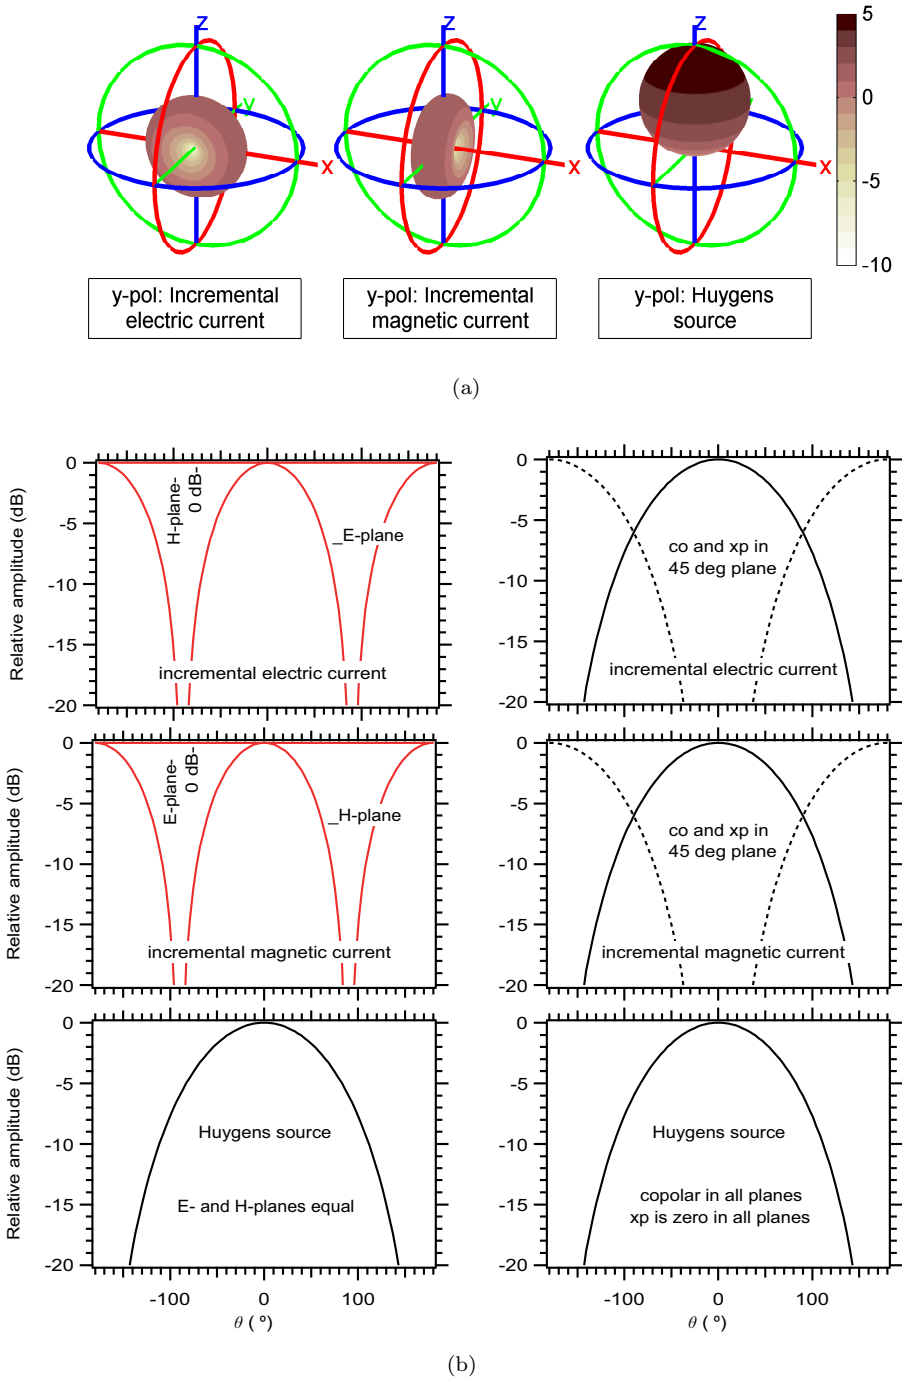 Z
Y
X
Z
Y
X
Z
X
5
0
-5
-10
y-pol: Incremental
electric current
y-pol: Incremental
magnetic current
y-pol: Huygens
source
(a)
Relative amplitude (dB)
0
-5
-10
-15
-20
H-plane-
0 dB-
_E-plane
incremental electric current
0
-5
-10
-15
-20
co and xp in
45 deg plane
incremental electric current
Relative amplitude (dB)
0
-5
-10
-15
-20
E-plane-
0 dB-
_H-plane
incremental magnetic current
0
-5
-10
-15
-20
co and xp in
45 deg plane
incremental magnetic current
Relative amplitude (dB)
0
-5
-10
-15
-20
Huygens source
E- and H-planes equal
-100 0 100
θ ( º)
0
-5
-10
-15
-20
Huygens source
copolar in all planes
xp is zero in all planes
-100 0 100
θ ( º)
(b)